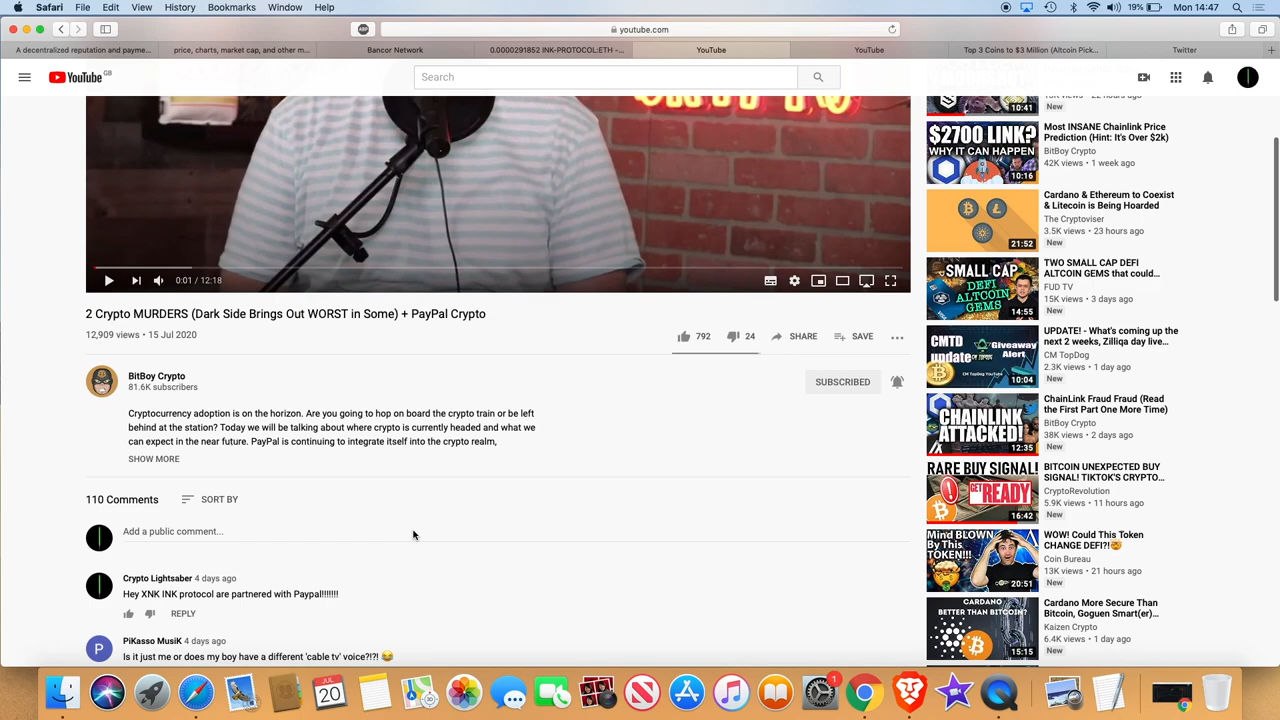 Safari File Edit View History Bookmarks Window Help
19% Mon 14:47
youtube.com
A decentralized reputation and payme...
price, charts, market cap, and other m...
Bancor Network
0.0000291852 INK-PROTOCOL:ETH -...
YouTube
YouTube
Top 3 Coins to $3 Million (Altcoin Pick...
Twitter
YouTube GB
Search
10:41
New
$2700 LINK?
WHY IT CAN HAPPEN
10:16
Most INSANE Chainlink Price
Prediction (Hint: It's Over $2k)
BitBoy Crypto
42K views • 1 week ago
21:52
Cardano & Ethereum to Coexist
& Litecoin is Being Hoarded
The Cryptoviser
3.5K views • 23 hours ago
New
SMALL CAP
DEFI
ALTCOIN
GEMS
14:55
TWO SMALL CAP DEFI
ALTCOIN GEMS that could...
FUD TV
15K views • 3 days ago
New
0:01 / 12:18
2 Crypto MURDERS (Dark Side Brings Out WORST in Some) + PayPal Crypto
12,909 views • 15 Jul 2020
792 24 SHARE SAVE
CMTD
update
Giveaway
Alert
10:04
UPDATE! - What's coming up the
next 2 weeks, Zilliqa day live...
CM TopDog
2.3K views • 1 day ago
New
BitBoy Crypto
81.6K subscribers
SUBSCRIBED
Cryptocurrency adoption is on the horizon. Are you going to hop on board the crypto train or be left
behind at the station? Today we will be talking about where crypto is currently headed and what we
can expect in the near future. PayPal is continuing to integrate itself into the crypto realm,
SHOW MORE
CHAINLINK
ATTACKED!
12:35
ChainLink Fraud Fraud (Read
the First Part One More Time)
BitBoy Crypto
38K views • 2 days ago
New
110 Comments SORT BY
Add a public comment...
RARE BUY SIGNAL!
GET
READY
16:42
BITCOIN UNEXPECTED BUY
SIGNAL! TIKTOK'S CRYPTO...
CryptoRevolution
5.9K views • 11 hours ago
New
Mind BLOWN
By This
TOKEN!!!
20:51
WOW! Could This Token
CHANGE DEFI?!🤯
Coin Bureau
13K views • 21 hours ago
New
Crypto Lightsaber 4 days ago
Hey XNK INK protocol are partnered with Paypal!!!!!!!
REPLY
CARDANO
BETTER THAN BITCOIN?
15:15
Cardano More Secure Than
Bitcoin, Goguen Smart(er)...
Kaizen Crypto
6.4K views • 1 day ago
New
P
PiKasso MusiK 4 days ago
Is it just me or does my boy have a different 'cable tv' voice?!?! 😂
JUL
20
1